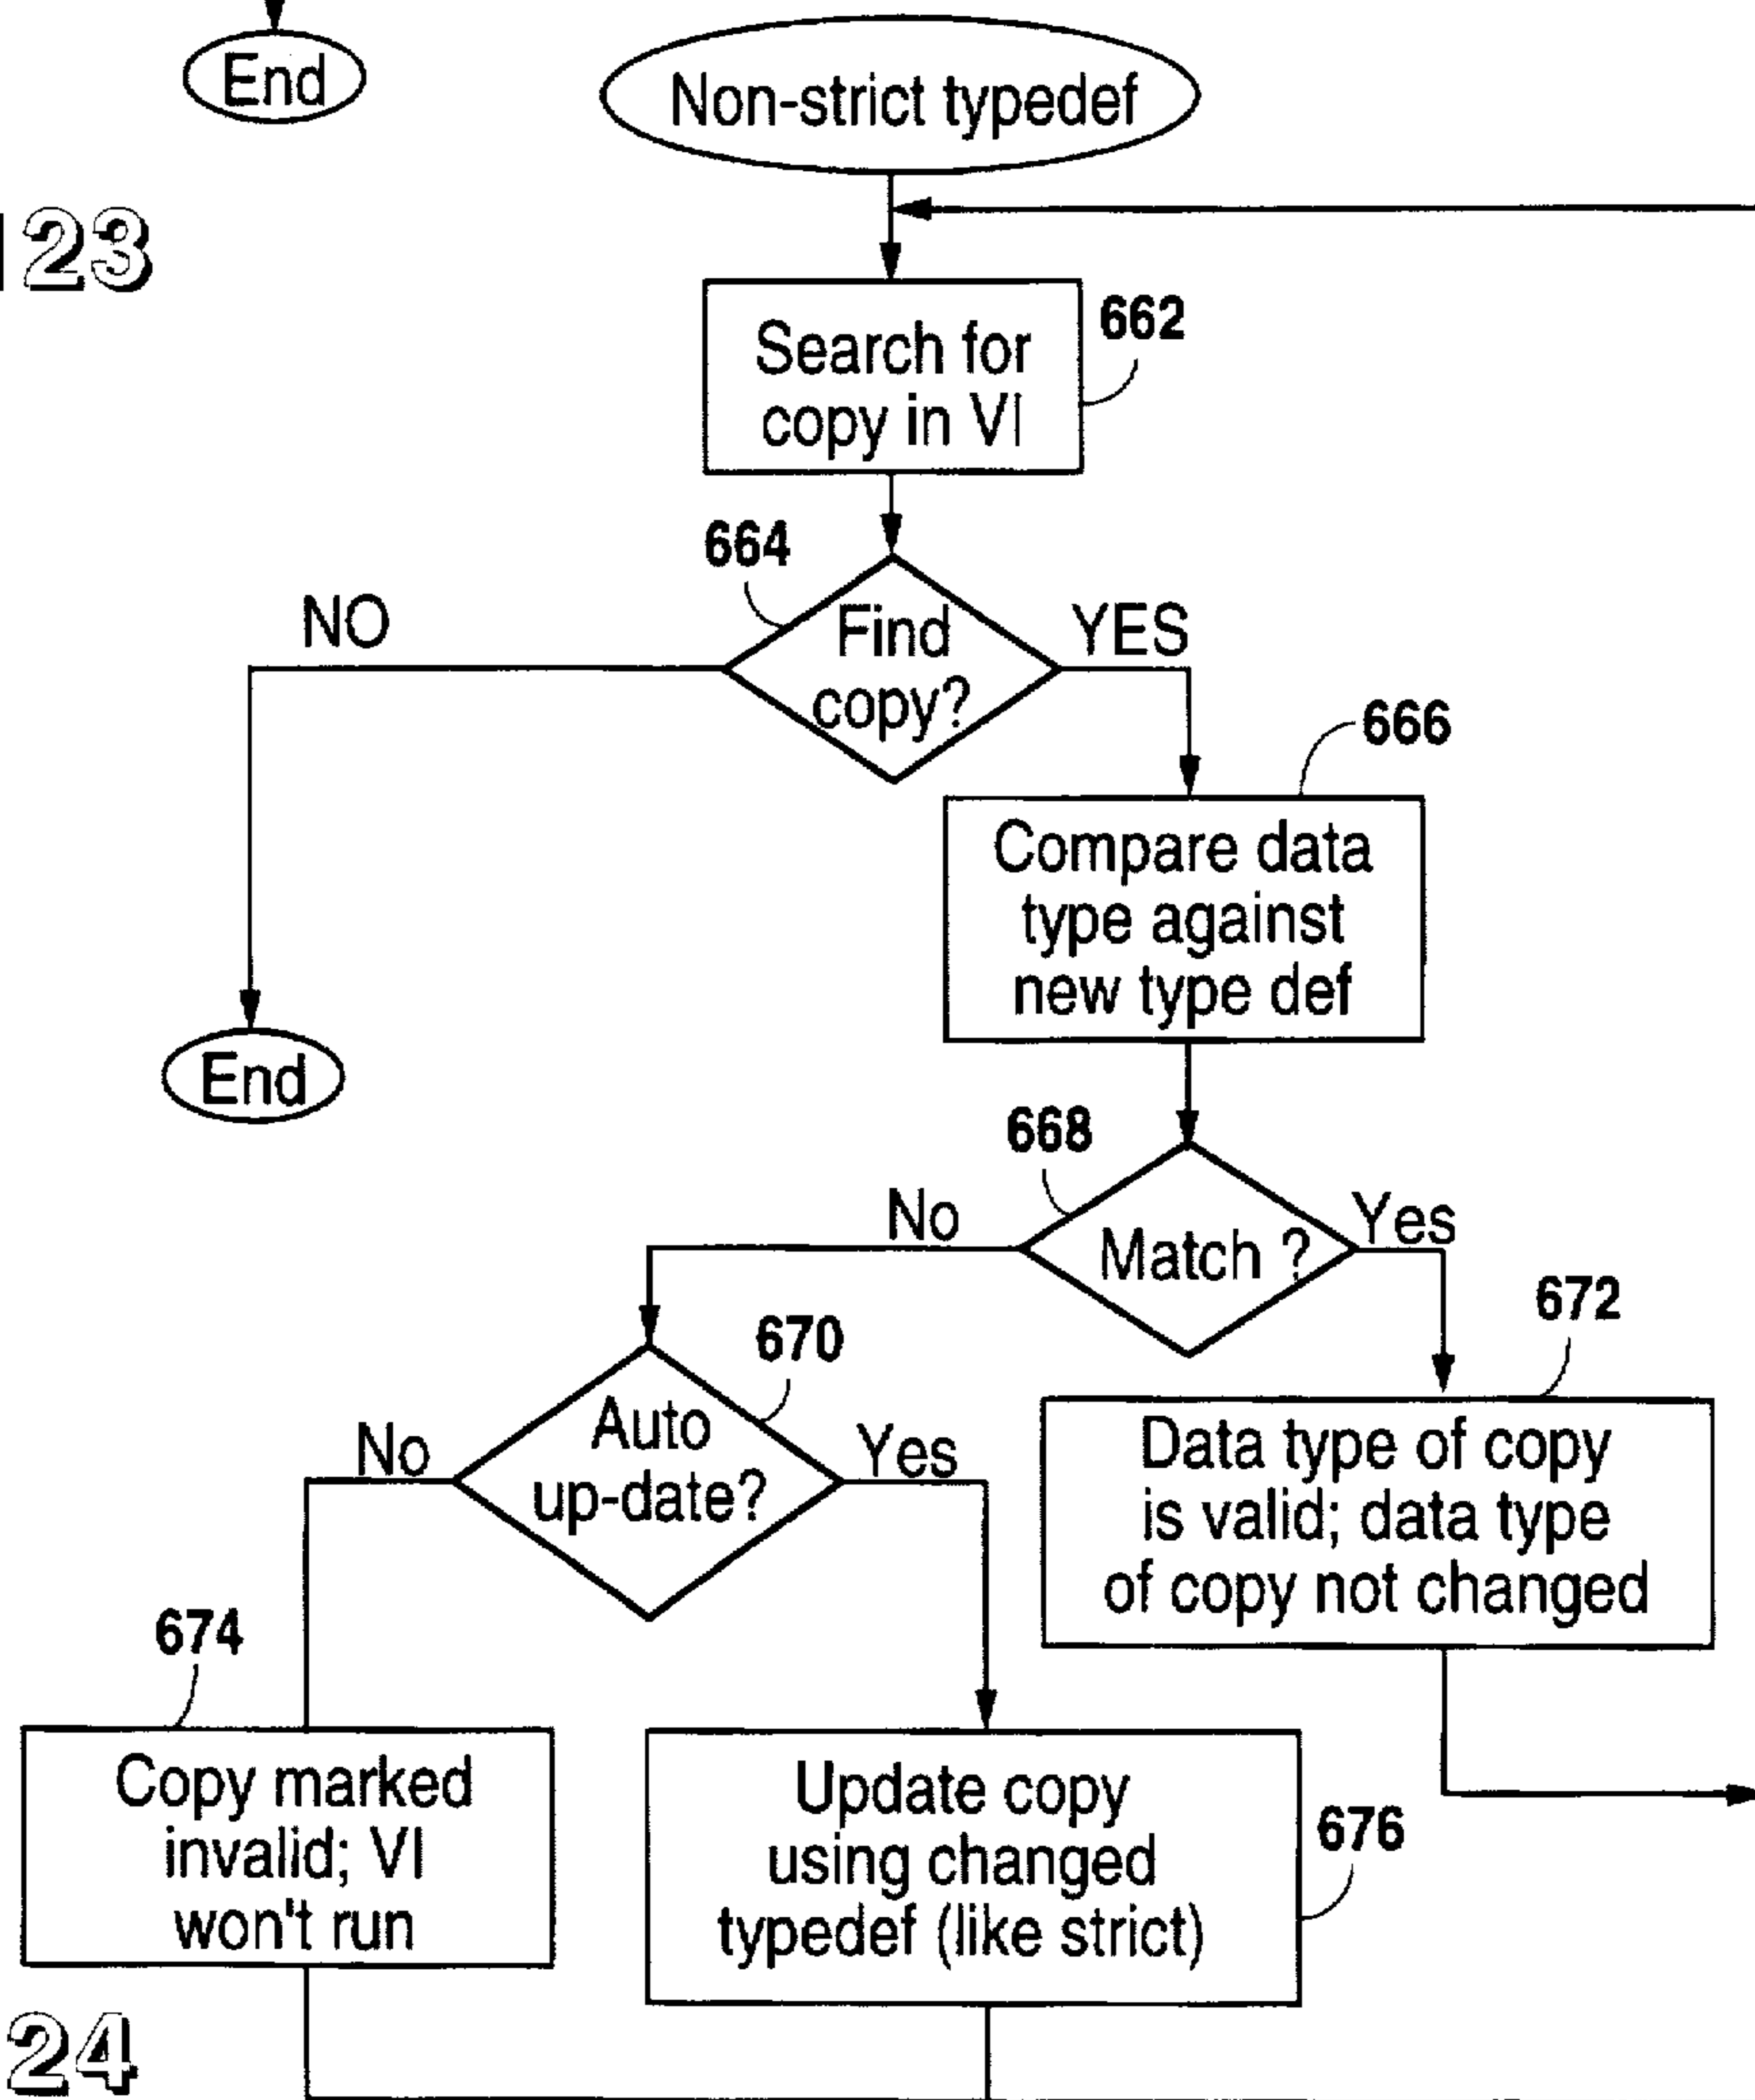 End
Non-strict typedef
123
Search for
copy in VI
662
664
NO
Find
copy?
YES
666
Compare data
type against
new type def
End
668
No
Match ?
Yes
670
672
No
Auto
up-date?
Yes
Data type of copy
is valid; data type
of copy not changed
674
Copy marked
invalid; VI
won't run
Update copy
using changed
typedef (like strict)
676
24